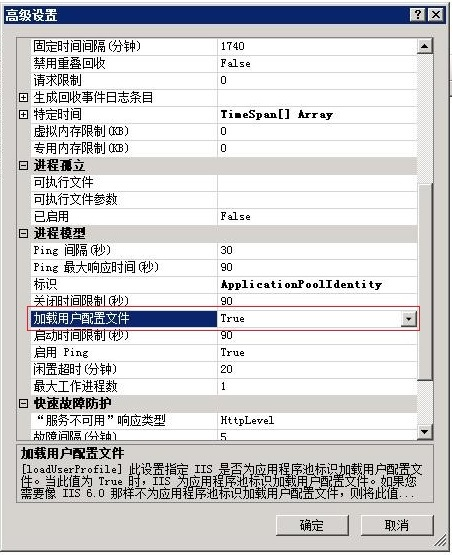 高级设置
固定时间间隔(分钟) 1740
禁用重叠回收 False
请求限制 0
生成回收事件日志条目
特定时间 TimeSpan[] Array
虚拟内存限制(KB) 0
专用内存限制(KB) 0
进程孤立
可执行文件
可执行文件参数
已启用 False
进程模型
Ping 间隔(秒) 30
Ping 最大响应时间(秒) 90
标识 ApplicationPoolIdentity
关闭时间限制(秒) 90
加载用户配置文件 True
启动时间限制(秒) 90
启用 Ping True
闲置超时(分钟) 20
最大工作进程数 1
快速故障防护
“服务不可用”响应类型 HttpLevel
故障间隔(分钟) 5
加载用户配置文件
[loadUserProfile] 此设置指定 IIS 是否为应用程序池标识加载用户配置文
件。当此值为 True 时，IIS 为应用程序池标识加载用户配置文件。如果您
需要像 IIS 6.0 那样不为应用程序池标识加载用户配置文件，则将此值...
确定 取消